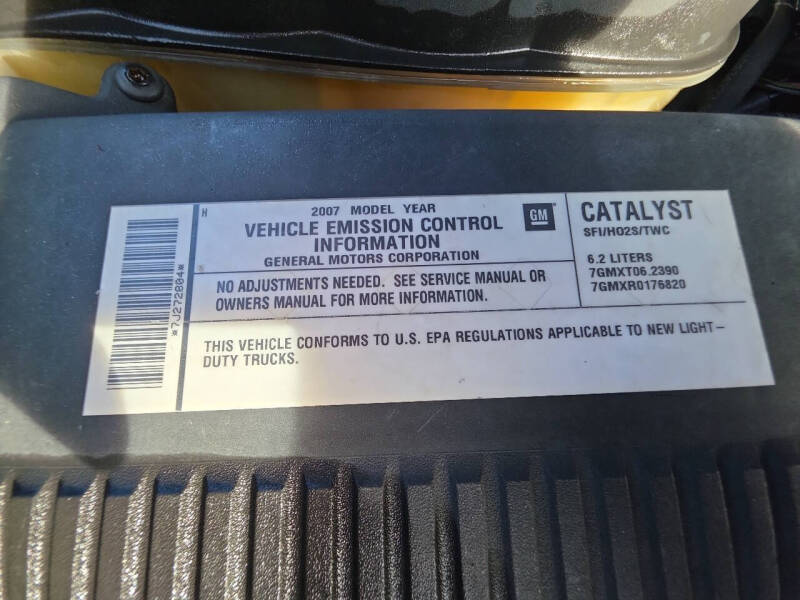 *7J272804*
H
2007 MODEL YEAR
VEHICLE EMISSION CONTROL
INFORMATION
GENERAL MOTORS CORPORATION
GM
NO ADJUSTMENTS NEEDED. SEE SERVICE MANUAL OR
OWNERS MANUAL FOR MORE INFORMATION.
CATALYST
SFI/HO2S/TWC
6.2 LITERS
7GMXT06.2390
7GMXR0176820
THIS VEHICLE CONFORMS TO U.S. EPA REGULATIONS APPLICABLE TO NEW LIGHT-
DUTY TRUCKS.